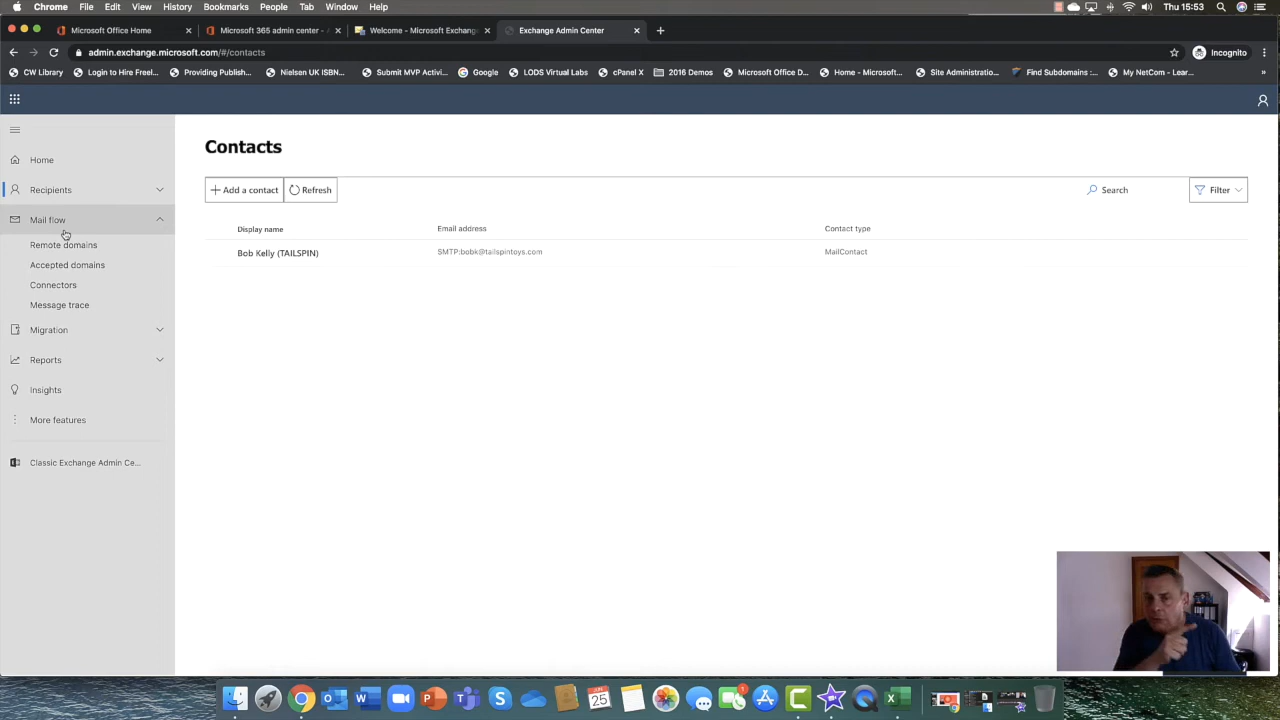 Chrome File Edit View History Bookmarks People Tab Window Help
Thu 15:53
Microsoft Office Home
Microsoft 365 admin center -
Welcome - Microsoft Exchange
Exchange Admin Center
admin.exchange.microsoft.com/#/contacts
Incognito
CW Library
Login to Hire Freel...
Providing Publish...
Nielsen UK ISBN...
Submit MVP Activi...
Google
LODS Virtual Labs
cPanel X
2016 Demos
Microsoft Office D...
Home - Microsoft...
Site Administratio...
Find Subdomains :...
My NetCom - Lear...
»
Home
Recipients
Mail flow
Remote domains
Accepted domains
Connectors
Message trace
Migration
Reports
Insights
More features
Classic Exchange Admin Ce...
Contacts
Add a contact
Refresh
Search
Filter
Display name Email address Contact type
Bob Kelly (TAILSPIN) SMTP:bobk@tailspintoys.com MailContact
JUN
25
1